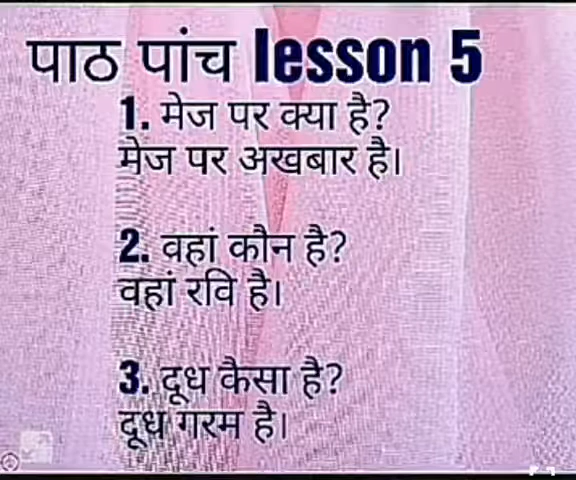 पाठ पांच lesson 5
1. मेज पर क्या है?
मेज पर अखबार है।
2. वहां कौन है?
वहां रवि है।
3. दूध कैसा है?
दूध गरम है।